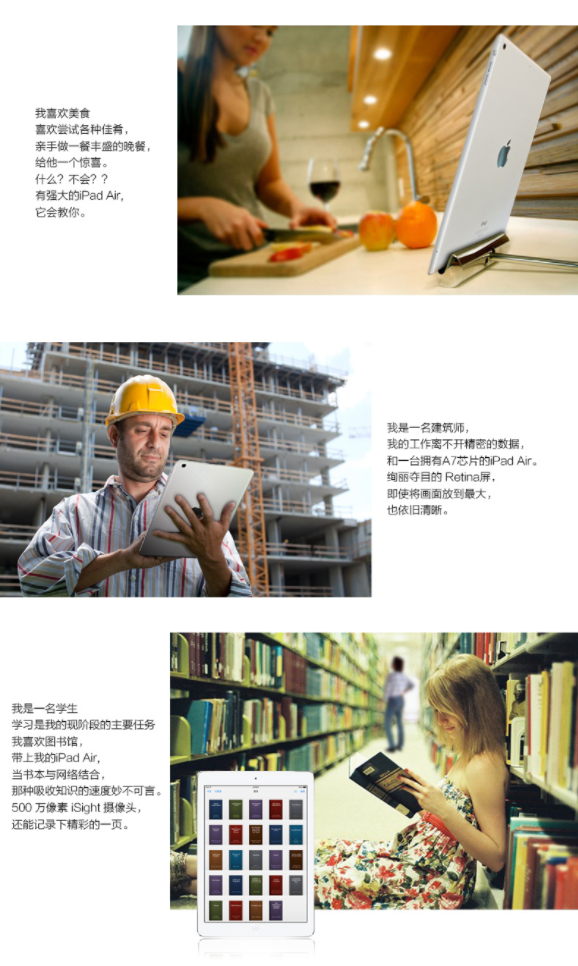 我喜欢美食
喜欢尝试各种佳肴，
亲手做一餐丰盛的晚餐，
给他一个惊喜。
什么？不会？？
有强大的iPad Air,
它会教你。
我是一名建筑师，
我的工作离不开精密的数据，
和一台拥有A7芯片的iPad Air。
绚丽夺目的 Retina屏，
即使将画面放到最大，
也依旧清晰。
我是一名学生
学习是我的现阶段的主要任务
我喜欢图书馆，
带上我的iPad Air,
当书本与网络结合，
那种吸收知识的速度妙不可言。
500 万像素 iSight 摄像头，
还能记录下精彩的一页。